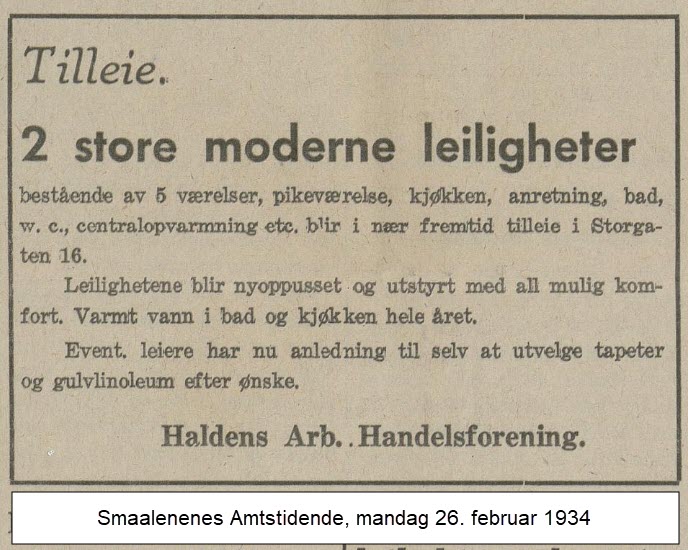 Tilleie.
2 store moderne leiligheter
bestående av 5 værelser, pikeværelse, kjøkken, anretning, bad,
w. c., centralopvarmning etc. blir i nær fremtid tilleie i Storga-
ten 16.
Leilighetene blir nyoppusset og utstyrt med all mulig kom-
fort. Varmt vann i bad og kjøkken hele året.
Event. leiere har nu anledning til selv at utvelge tapeter
og gulvlinoleum efter ønske.
Haldens Arb. Handelsforening.
Smaalenenes Amtstidende, mandag 26. februar 1934